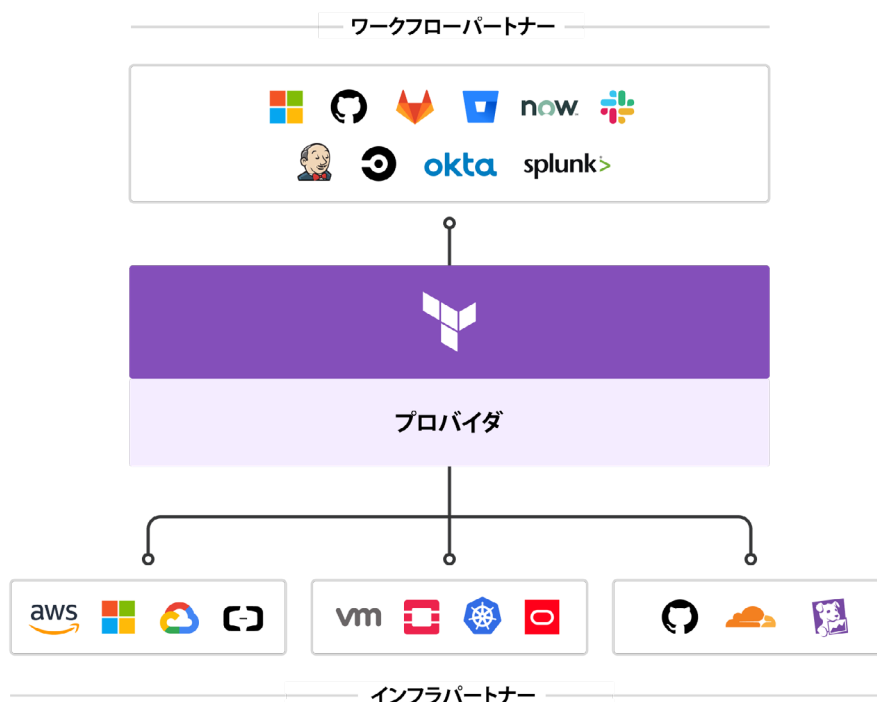 ワークフローパートナー
now.
okta
splunk>
プロバイダ
aws
vm
インフラパートナー